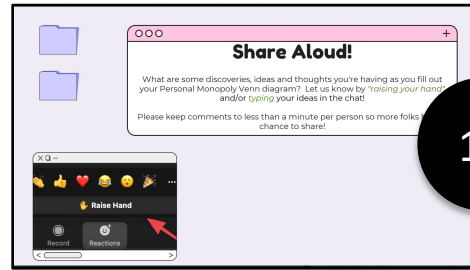 Share Aloud!
What are some discoveries, ideas and thoughts you're having as you fill out
your Personal Monopoly Venn diagram? Let us know by "raising your hand"
and/or typing your ideas in the chat!
Please keep comments to less than a minute per person so more folks
chance to share!
1
Raise Hand
Record Reactions